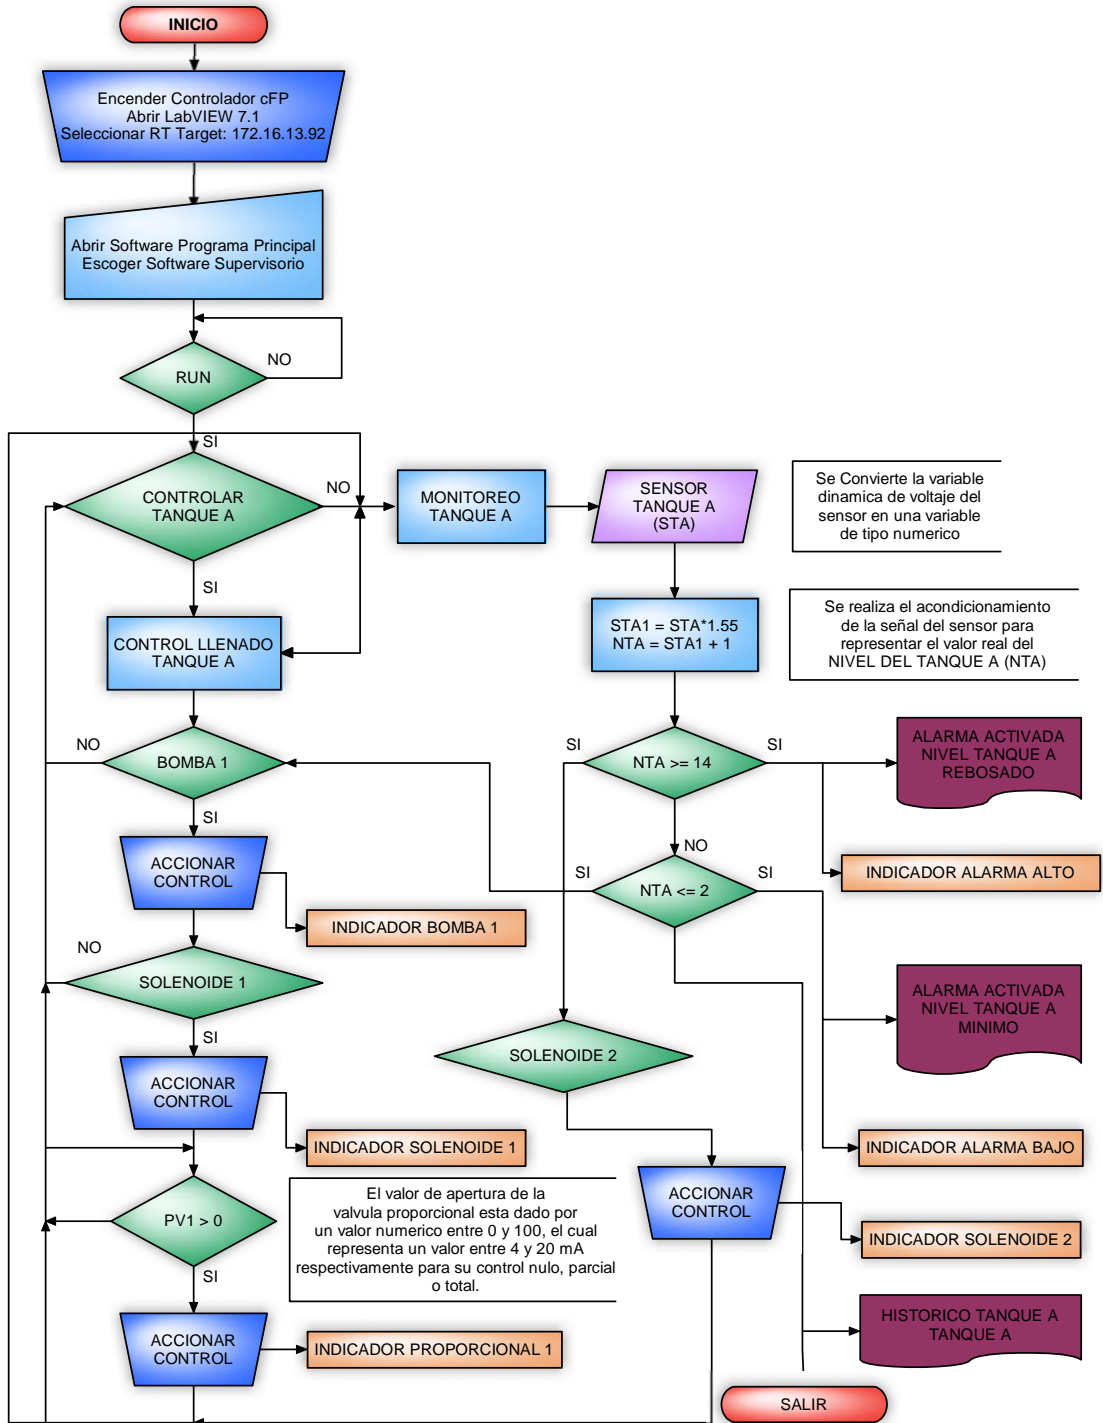 INICIO
Encender Controlador cFP
Abrir LabVIEW 7.1
Seleccionar RT Target: 172.16.13.92
Abrir Software Programa Principal
Escoger Software Supervisorio
NO
RUN
SI
CONTROLAR
TANQUE A
NO
MONITOREO
TANQUE A
SENSOR
TANQUE A
(STA)
Se Convierte la variable
dinamica de voltaje del
sensor en una variable
de tipo numerico
SI
CONTROL LLENADO
TANQUE A
STA1 = STA*1.55
NTA = STA1 + 1
Se realiza el acondicionamiento
de la señal del sensor para
representar el valor real del
NIVEL DEL TANQUE A (NTA)
NO
BOMBA 1
SI
NTA >= 14
SI
ALARMA ACTIVADA
NIVEL TANQUE A
REBOSADO
SI
NO
ACCIONAR
CONTROL
SI
NTA <= 2
SI
INDICADOR ALARMA ALTO
INDICADOR BOMBA 1
NO
SOLENOIDE 1
ALARMA ACTIVADA
NIVEL TANQUE A
MINIMO
SI
SOLENOIDE 2
ACCIONAR
CONTROL
INDICADOR SOLENOIDE 1
INDICADOR ALARMA BAJO
PV1 > 0
El valor de apertura de la
valvula proporcional esta dado por
un valor numerico entre 0 y 100, el cual
representa un valor entre 4 y 20 mA
respectivamente para su control nulo, parcial
o total.
ACCIONAR
CONTROL
INDICADOR SOLENOIDE 2
SI
ACCIONAR
CONTROL
INDICADOR PROPORCIONAL 1
HISTORICO TANQUE A
TANQUE A
SALIR